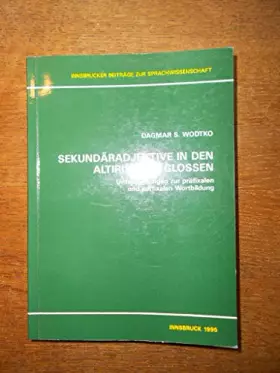 INNSBRUCKER BEITRÄGE ZUR SPRACHWISSENSCHAFT
DAGMAR S. WODTKO
SEKUNDÄRADJEKTIVE IN DEN
GLOSSEN
zur präfixalen
und suffixalen Wortbildung
INNSBRUCK 1995